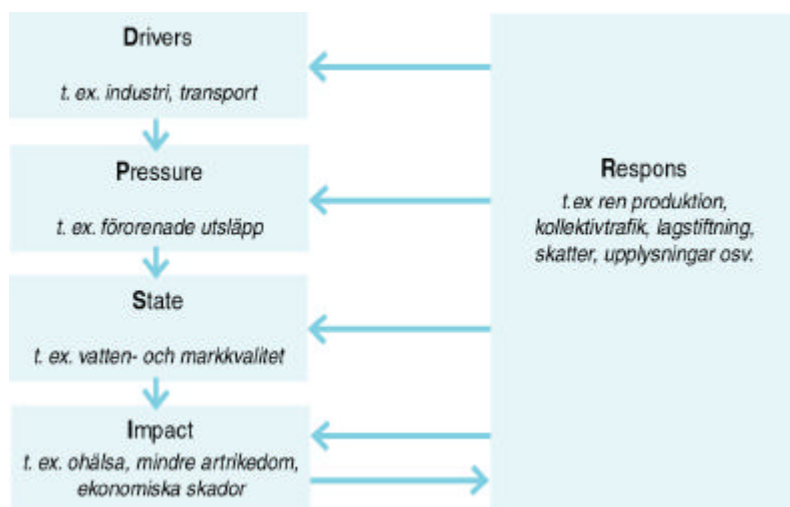 Drivers
t. ex. industri, transport
Pressure
t. ex. förorenade utsläpp
State
t. ex. vatten- och markkvalitet
Impact
t. ex. ohälsa, mindre artrikedom,
ekonomiska skador
Respons
t.ex ren produktion,
kollektivtrafik, lagstiftning,
skatter, upplysningar osv.